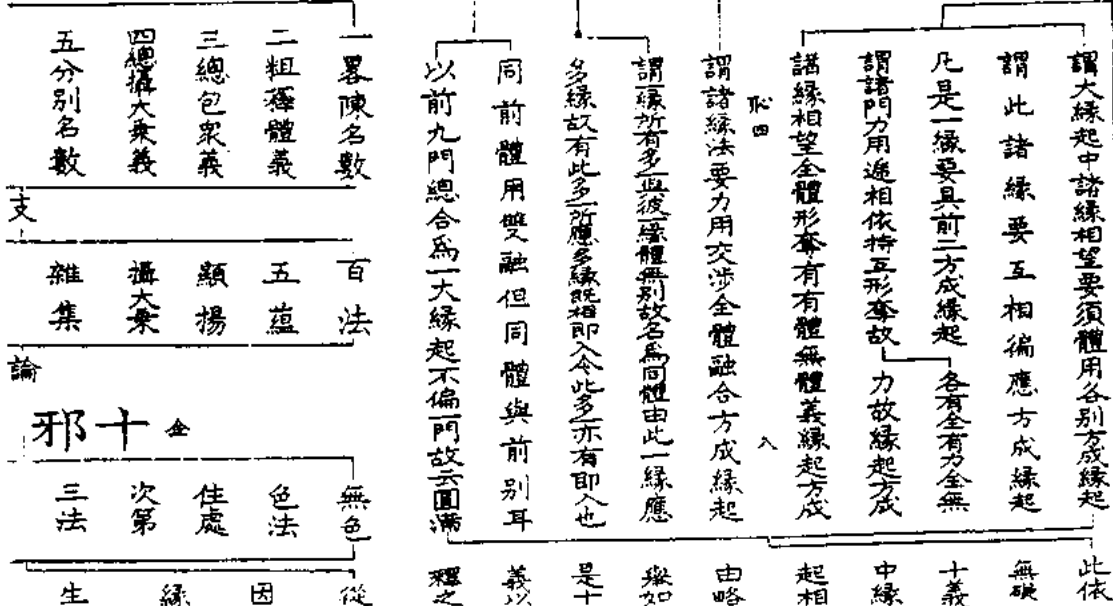 謂大緣起中諸緣相望要須體用各別方成緣起
謂此諸緣要互相徧應方成緣起
凡是一緣要具前二方成緣起
各有全有力全無
謂諸門力用遞相依持互形奪故
力故緣起方成
諸緣相望全體形奪有有體無體義緣起方成
恥四
入
謂諸緣法要力用交涉全體融合方成緣起
謂一緣所有多一與彼一緣體無別故名為同體由此一緣應
多緣故有此多一所應多緣既相即入令此多一亦有即入也
同前體用雙融但同體與前別耳
以前九門總合為一大緣起不偏一門故云圓滿
此依
無礙
十義
中緣
起相
由略
是十
義以
釋之
一畧陳名數
二粗釋體義
三總包眾義
四總攝大乗義
五分別名數
支
百法
五蘊
顯揚
攝大乗
雜集
論
十邪
無色
色法
住處
次第
三法
從
因
緣
生